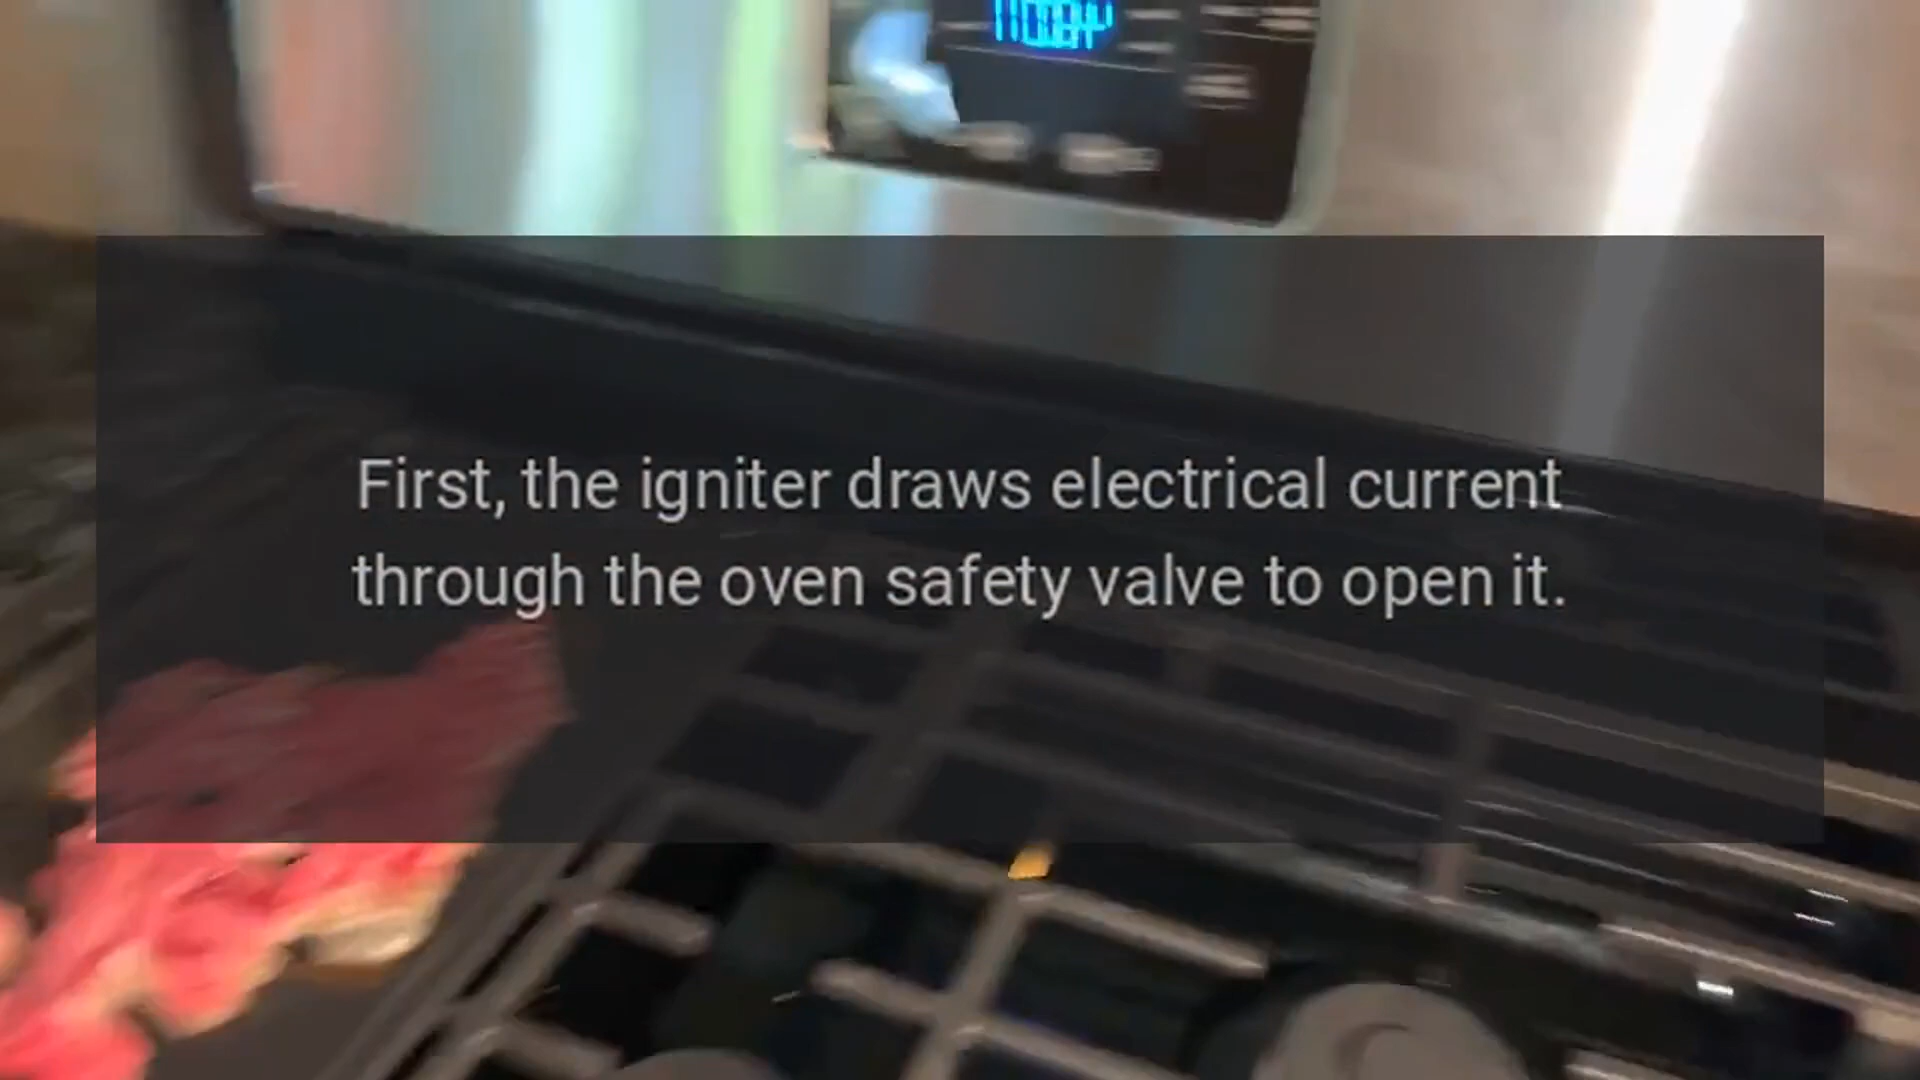 First, the igniter draws electrical current
through the oven safety valve to open it.